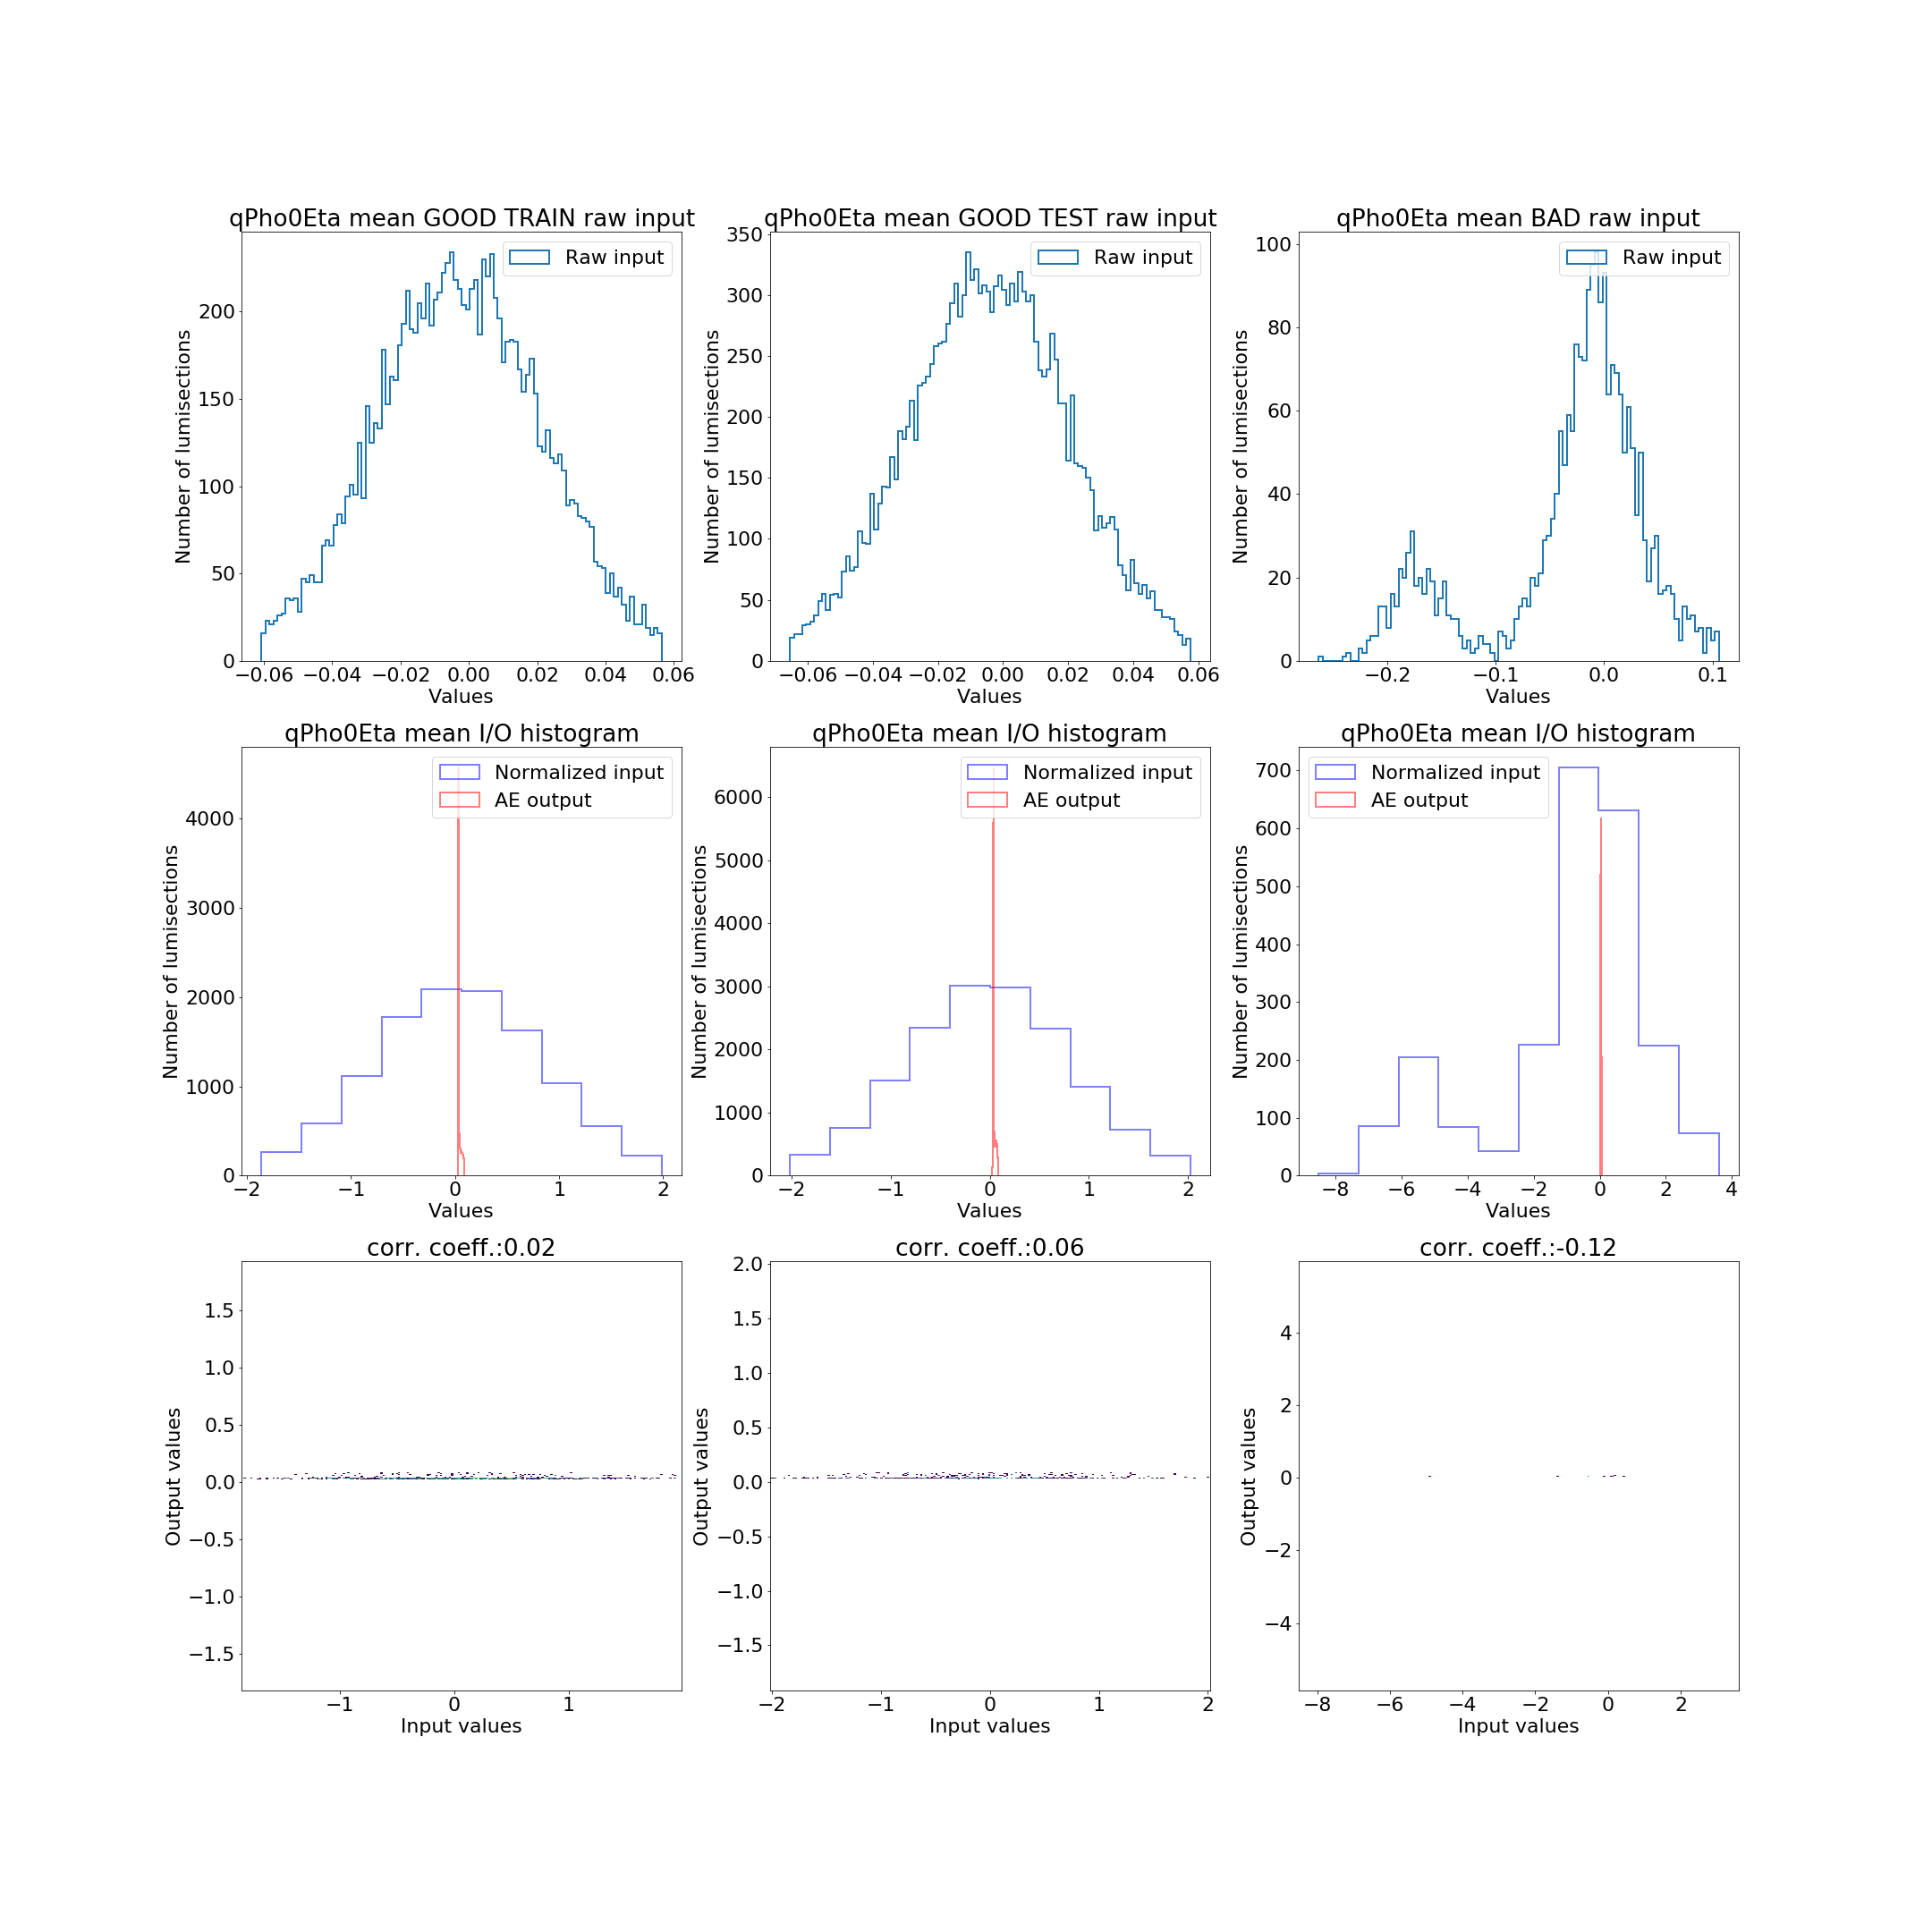 qPho0Eta mean GOOD TRAIN raw input
Raw input
Number of lumisections
0
50
100
150
200
−0.06 −0.04 −0.02 0.00 0.02 0.04 0.06
Values
qPho0Eta mean GOOD TEST raw input
Raw input
Number of lumisections
0
50
100
150
200
250
300
350
−0.06 −0.04 −0.02 0.00 0.02 0.04 0.06
Values
qPho0Eta mean BAD raw input
Raw input
Number of lumisections
0
20
40
60
80
100
−0.2 −0.1 0.0 0.1
Values
qPho0Eta mean I/O histogram
Normalized input
AE output
Number of lumisections
0
1000
2000
3000
4000
−2 −1 0 1 2
Values
qPho0Eta mean I/O histogram
Normalized input
AE output
Number of lumisections
0
1000
2000
3000
4000
5000
6000
−2 −1 0 1 2
Values
qPho0Eta mean I/O histogram
Normalized input
AE output
Number of lumisections
0
100
200
300
400
500
600
700
−8 −6 −4 −2 0 2 4
Values
corr. coeff.:0.02
Output values
1.5
1.0
0.5
0.0
−0.5
−1.0
−1.5
−1 0 1
Input values
corr. coeff.:0.06
Output values
2.0
1.5
1.0
0.5
0.0
−0.5
−1.0
−1.5
−2 −1 0 1 2
Input values
corr. coeff.:-0.12
Output values
4
2
0
−2
−4
−8 −6 −4 −2 0 2
Input values